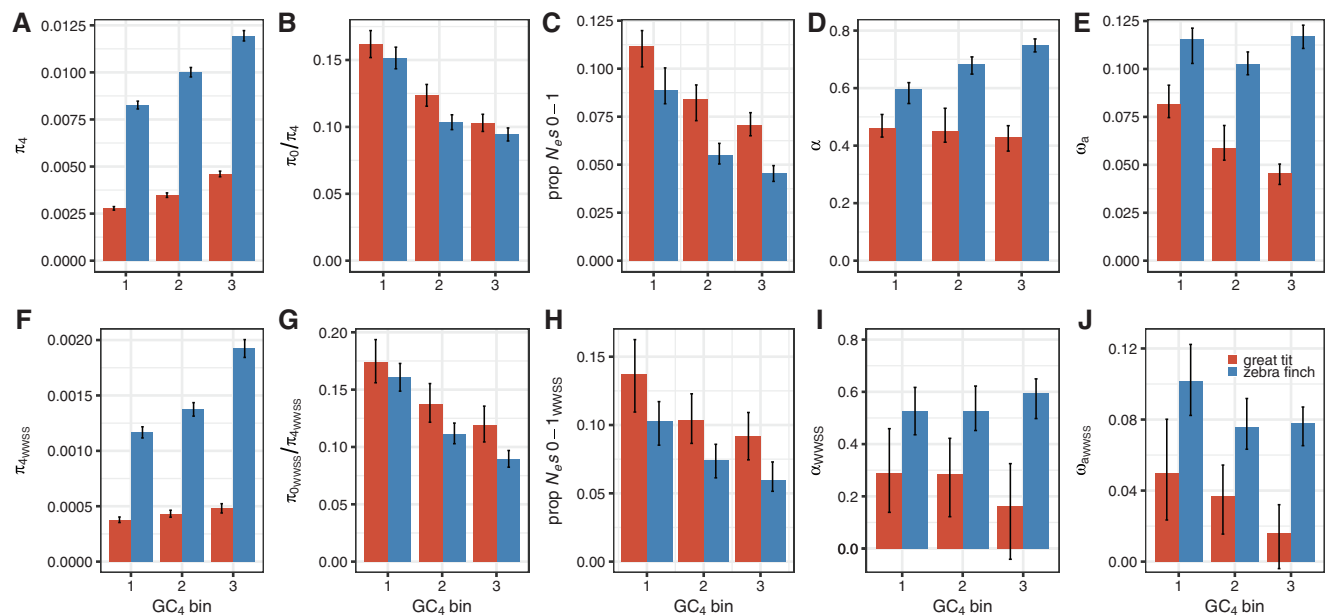 A
π4
0.0125
0.0100
0.0075
0.0050
0.0025
0.0000
1 2 3
B
π0/π4
0.15
0.10
0.05
0.00
1 2 3
C
prop Nes 0−1
0.125
0.100
0.075
0.050
0.025
0.000
1 2 3
D
α
0.8
0.6
0.4
0.2
0.0
1 2 3
E
ωa
0.125
0.100
0.075
0.050
0.025
0.000
1 2 3
F
π4WWSS
0.0020
0.0015
0.0010
0.0005
0.0000
1 2 3
GC4 bin
G
π0WWSS/π4WWSS
0.20
0.15
0.10
0.05
0.00
1 2 3
GC4 bin
H
prop Nes 0−1 WWSS
0.15
0.10
0.05
0.00
1 2 3
GC4 bin
I
αWWSS
0.8
0.6
0.4
0.2
0.0
1 2 3
GC4 bin
J
ωaWWSS
0.12
0.08
0.04
0.00
great tit
zebra finch
1 2 3
GC4 bin